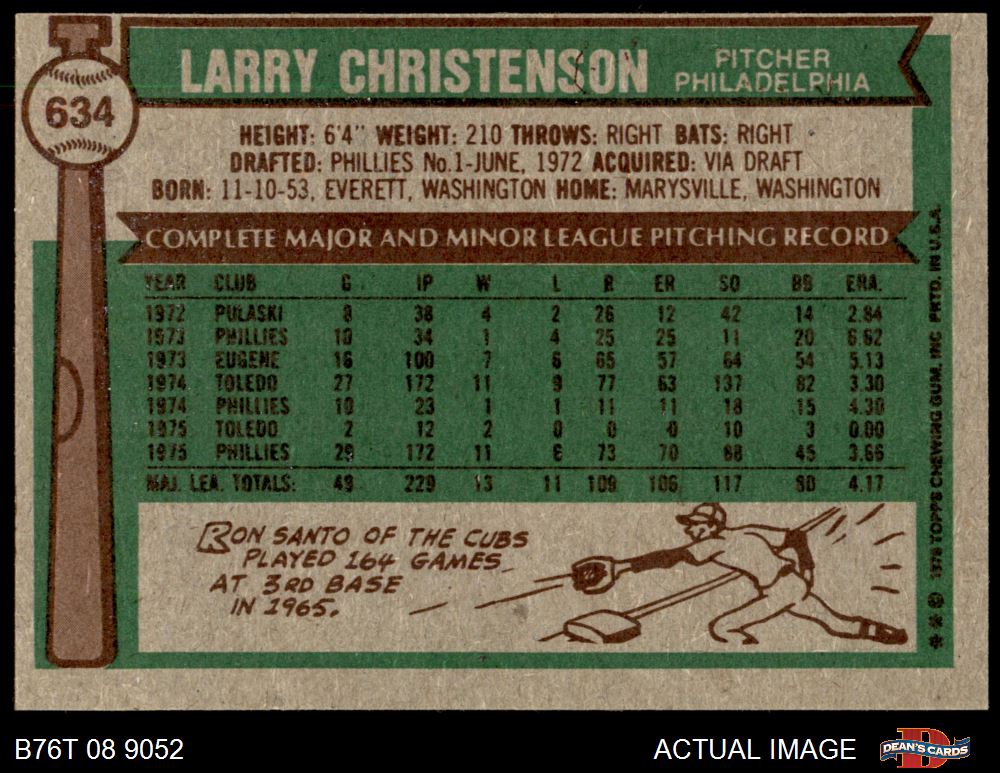 LARRY CHRISTENSON
PITCHER
PHILADELPHIA
634
HEIGHT: 6'4" WEIGHT: 210 THROWS: RIGHT BATS: RIGHT
DRAFTED: PHILLIES No.1-JUNE, 1972 ACQUIRED: VIA DRAFT
BORN: 11-10-53, EVERETT, WASHINGTON HOME: MARYSVILLE, WASHINGTON
COMPLETE MAJOR AND MINOR LEAGUE PITCHING RECORD
YEAR CLUB G IP W L R ER SO BB ERA.
1972 PULASKI 8 38 4 2 26 12 42 14 2.84
1973 PHILLIES 10 34 1 4 25 25 11 20 6.62
1973 EUGENE 16 100 7 6 65 57 64 54 5.13
1974 TOLEDO 27 172 11 9 77 63 137 82 3.30
1974 PHILLIES 10 23 1 1 11 11 18 15 4.30
1975 TOLEDO 2 12 2 0 0 0 10 3 0.00
1975 PHILLIES 29 172 11 6 73 70 88 45 3.66
MAJ. LEA. TOTALS: 49 229 13 11 109 106 117 80 4.17
RON SANTO OF THE CUBS
PLAYED 164 GAMES
AT 3RD BASE
IN 1965.
© 1976 TOPPS CHEWING GUM, INC PRTD. IN U.S.A.
B76T 08 9052
ACTUAL IMAGE
DEAN'S CARDS